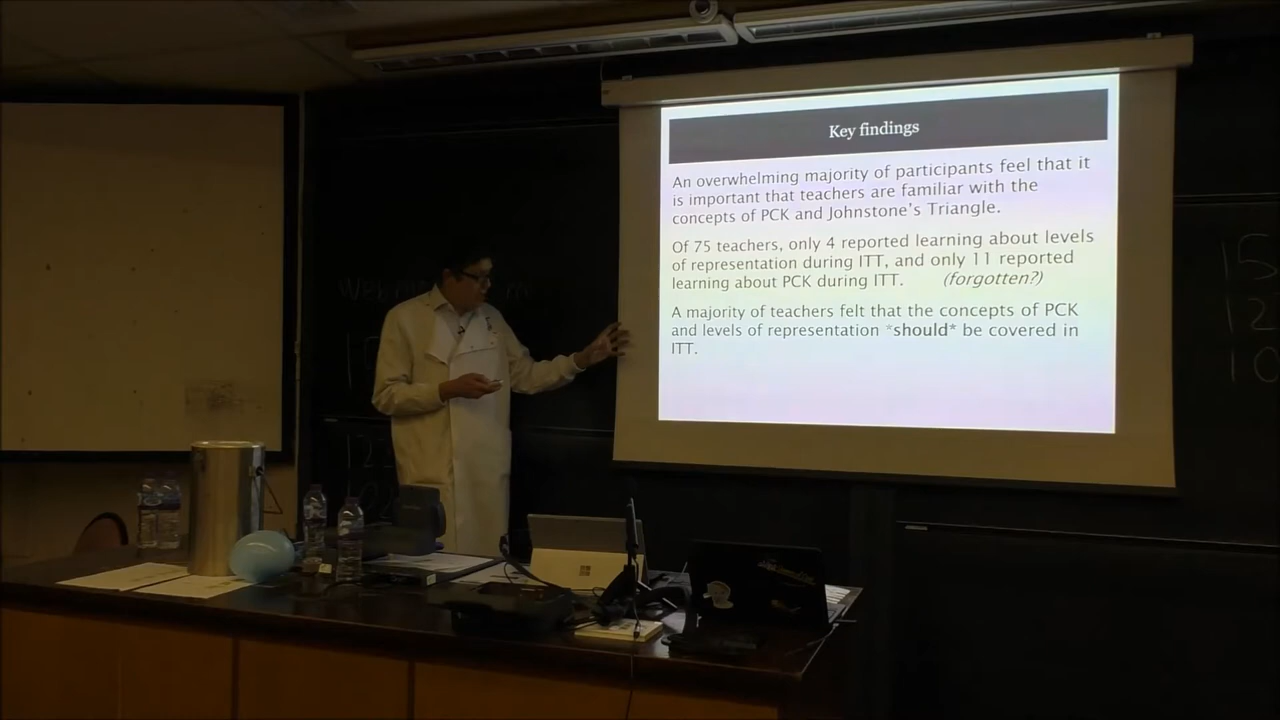 Key findings
An overwhelming majority of participants feel that it
is important that teachers are familiar with the
concepts of PCK and Johnstone's Triangle.
Of 75 teachers, only 4 reported learning about levels
of representation during ITT, and only 11 reported
learning about PCK during ITT. (forgotten?)
A majority of teachers felt that the concepts of PCK
and levels of representation *should* be covered in
ITT.
15
12
10